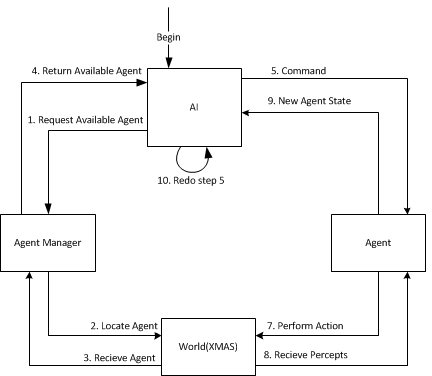 Begin
4. Return Available Agent
5. Command
AI
9. New Agent State
1. Request Available Agent
10. Redo step 5
Agent Manager
Agent
2. Locate Agent
7. Perform Action
World(XMAS)
3. Recieve Agent
8. Recieve Percepts